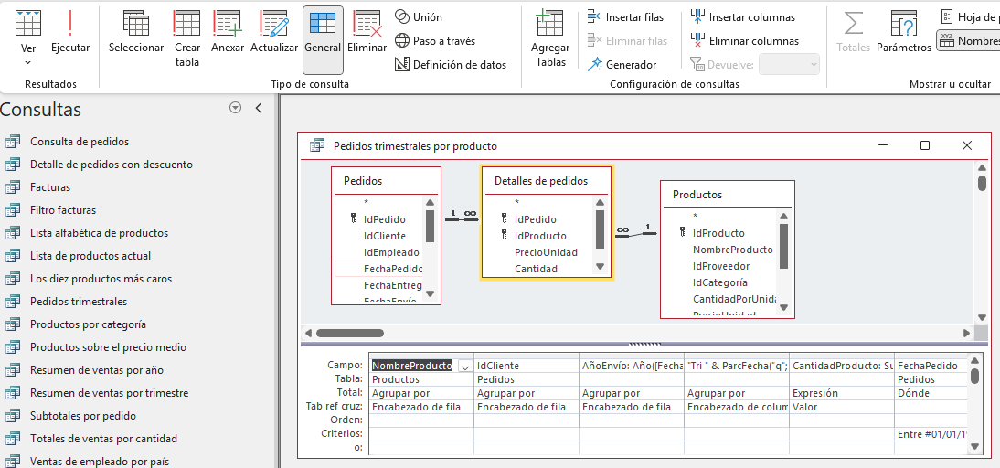 Ver
Ejecutar
Resultados
Seleccionar
Crear tabla
Anexar
Actualizar
General
Eliminar
Unión
Paso a través
Definición de datos
Tipo de consulta
Agregar Tablas
Insertar filas
Eliminar filas
Generador
Insertar columnas
Eliminar columnas
Devuelve:
Configuración de consultas
Totales
Parámetros
Hoja de p
XYZ Nombres
Mostrar u ocultar
Consultas
Consulta de pedidos
Detalle de pedidos con descuento
Facturas
Filtro facturas
Lista alfabética de productos
Lista de productos actual
Los diez productos más caros
Pedidos trimestrales
Productos por categoría
Productos sobre el precio medio
Resumen de ventas por año
Resumen de ventas por trimestre
Subtotales por pedido
Totales de ventas por cantidad
Ventas de empleado por país
Pedidos trimestrales por producto
Pedidos
*
IdPedido
IdCliente
IdEmpleado
FechaPedido
FechaEntreg
FechaEnvío
1 ∞
Detalles de pedidos
*
IdPedido
IdProducto
PrecioUnidad
Cantidad
∞ 1
Productos
*
IdProducto
NombreProducto
IdProveedor
IdCategoría
CantidadPorUnida
PrecioUnidad
Campo: NombreProducto IdCliente AñoEnvío: Año([Fecha "Tri " & ParcFecha("q"; CantidadProducto: Su FechaPedido
Tabla: Productos Pedidos Pedidos
Total: Agrupar por Agrupar por Agrupar por Agrupar por Expresión Dónde
Tab ref cruz: Encabezado de fila Encabezado de fila Encabezado de fila Encabezado de colum Valor
Orden:
Criterios: Entre #01/01/1
o: